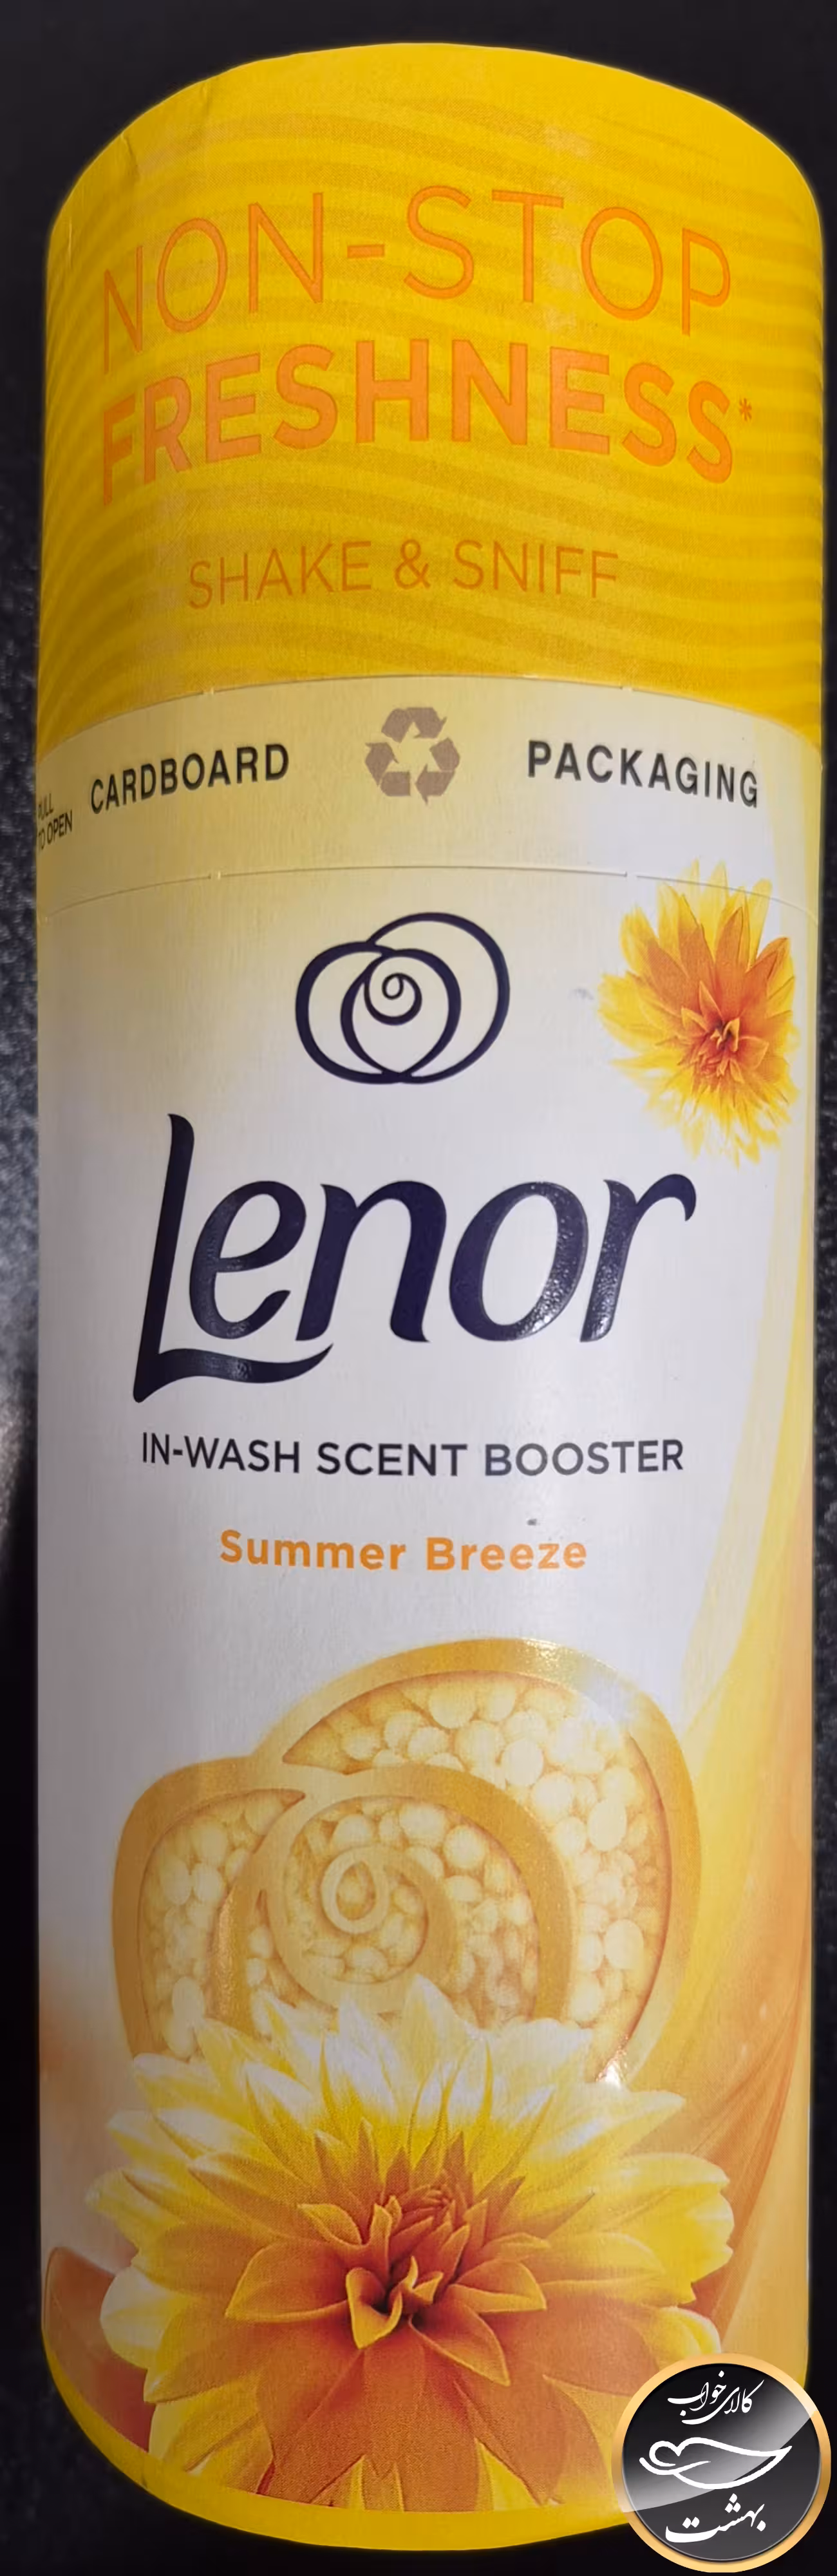 NON-STOP
FRESHNESS*
SHAKE & SNIFF
PULL
TO OPEN
CARDBOARD PACKAGING
Lenor
IN-WASH SCENT BOOSTER
Summer Breeze
کالای خواب
بهشت